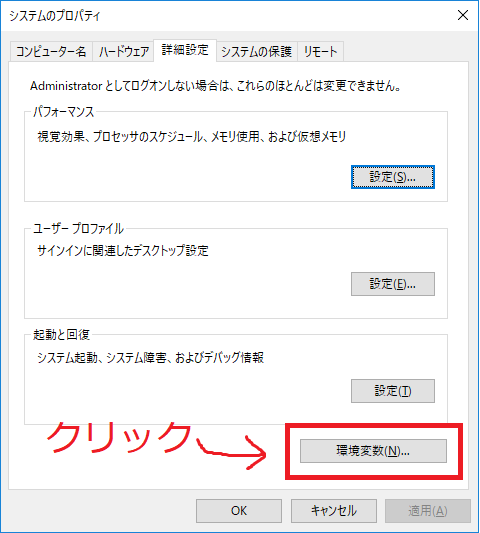 システムのプロパティ
コンピューター名 ハードウェア 詳細設定 システムの保護 リモート
Administrator としてログオンしない場合は、これらのほとんどは変更できません。
パフォーマンス
視覚効果、プロセッサのスケジュール、メモリ使用、および仮想メモリ
設定(S)...
ユーザー プロファイル
サインインに関連したデスクトップ設定
設定(E)...
起動と回復
システム起動、システム障害、およびデバッグ情報
設定(T)
クリック
環境変数(N)...
OK キャンセル 適用(A)